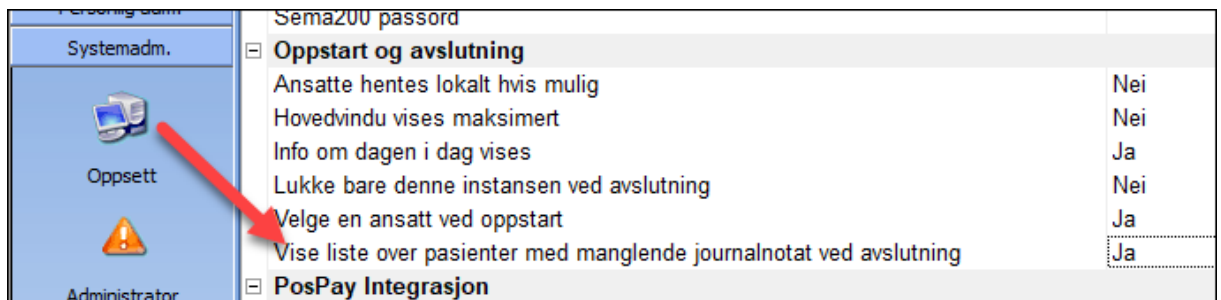 Personlig adm.
Systemadm.
Oppsett
Administrator
Sema200 passord
Oppstart og avslutning
Ansatte hentes lokalt hvis mulig Nei
Hovedvindu vises maksimert Nei
Info om dagen i dag vises Ja
Lukke bare denne instansen ved avslutning Nei
Velge en ansatt ved oppstart Ja
Vise liste over pasienter med manglende journalnotat ved avslutning Ja
PosPay Integrasjon